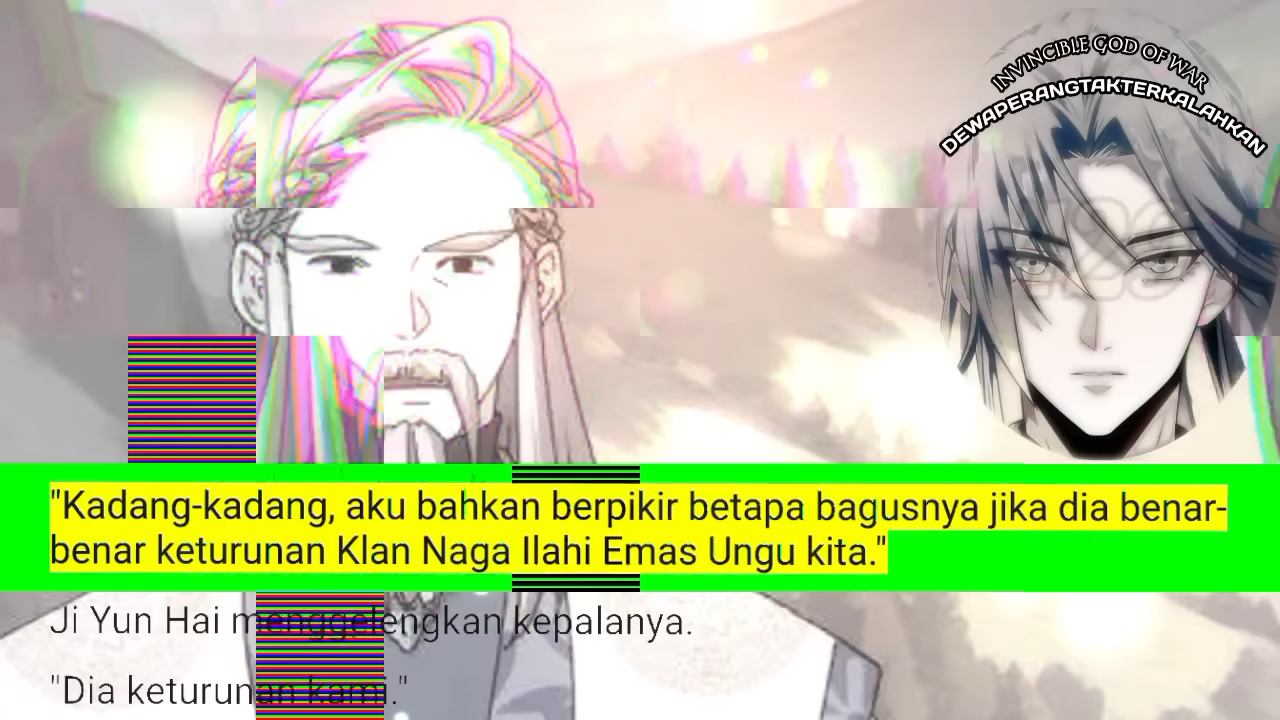 INVINCIBLE GOD OF WAR
DEWAPERANGTAKTERKALAHKAN
"Kadang-kadang, aku bahkan berpikir betapa bagusnya jika dia benar-
benar keturunan Klan Naga Ilahi Emas Ungu kita."
Ji Yun Hai menggelengkan kepalanya.
"Dia keturunan kami."